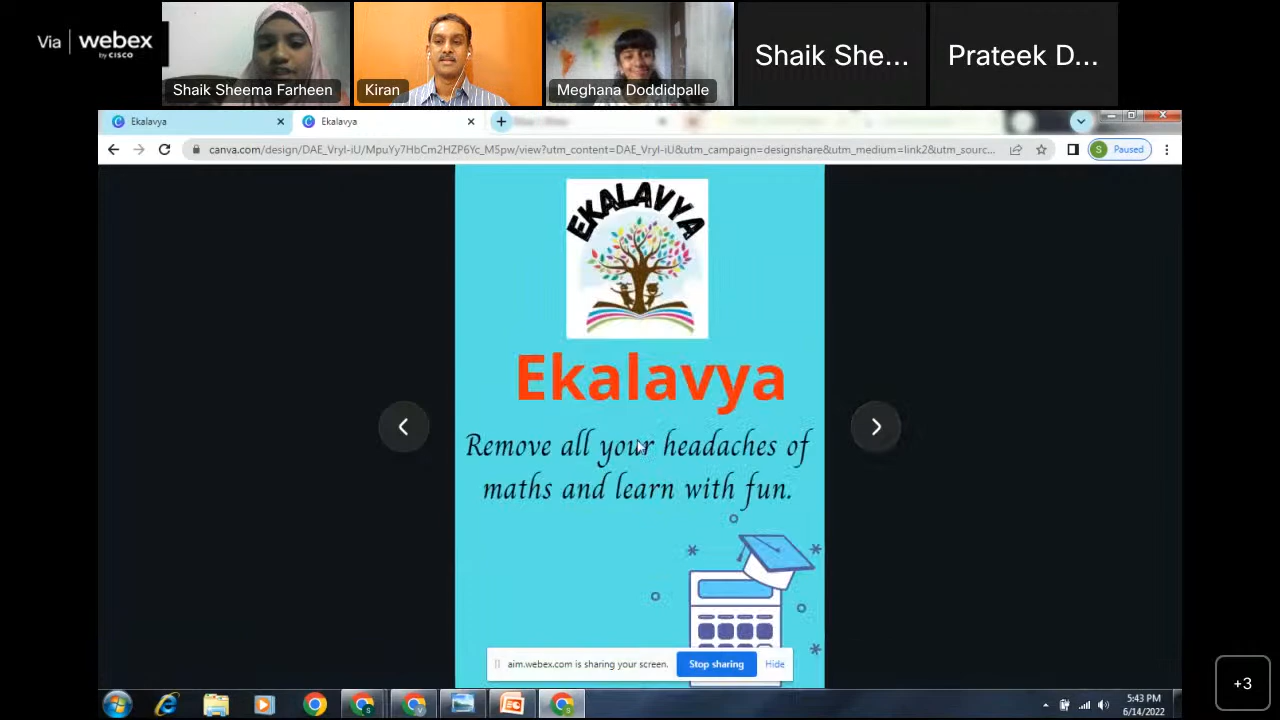 Via webex
by CISCO
Shaik Sheema Farheen
Kiran
Meghana Doddidpalle
Shaik She...
Prateek D...
Ekalavya
Ekalavya
canva.com/design/DAE_VryI-iU/MpuYy7HbCm2HZP6Yc_M5pw/view?utm_content=DAE_VryI-iU&utm_campaign=designshare&utm_medium=link2&utm_sourc...
S Paused
EKALAVYA
Ekalavya
Remove all your headaches of
maths and learn with fun.
aim.webex.com is sharing your screen.
Stop sharing
Hide
5:43 PM
6/14/2022
+3